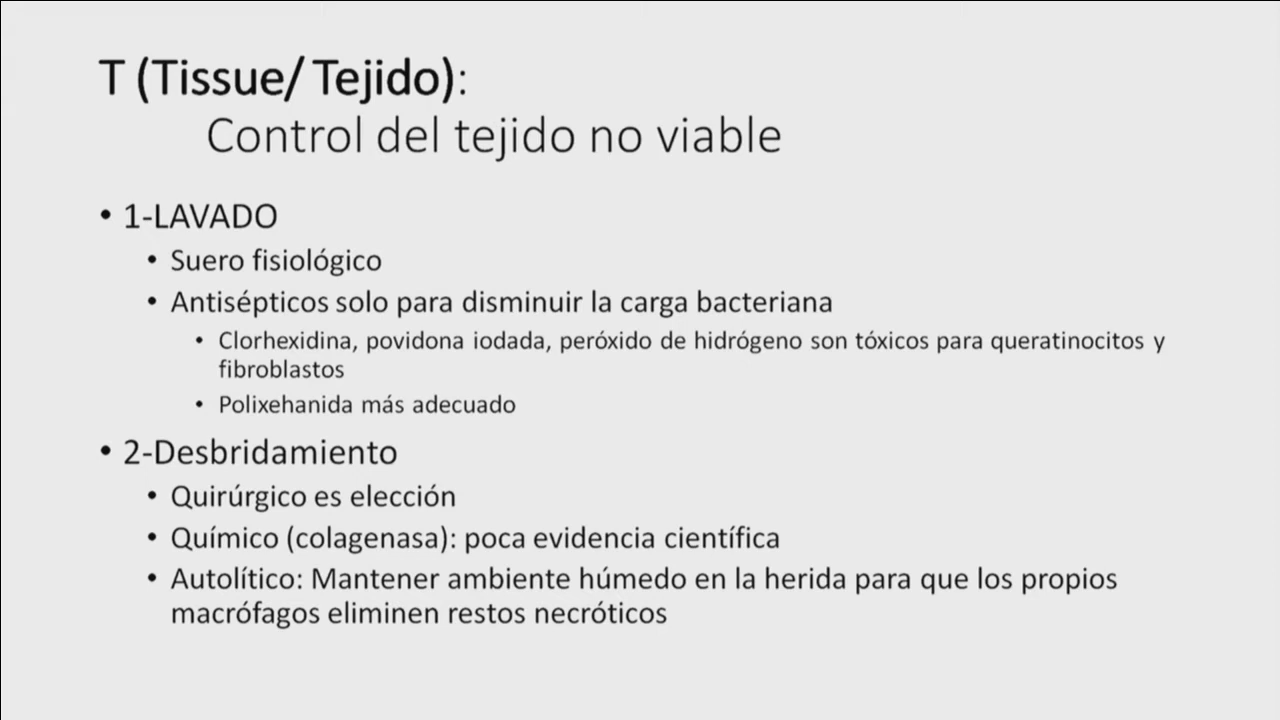 T (Tissue/ Tejido):
Control del tejido no viable
• 1-LAVADO
• Suero fisiológico
• Antisépticos solo para disminuir la carga bacteriana
• Clorhexidina, povidona iodada, peróxido de hidrógeno son tóxicos para queratinocitos y
fibroblastos
• Polixehanida más adecuado
• 2-Desbridamiento
• Quirúrgico es elección
• Químico (colagenasa): poca evidencia científica
• Autolítico: Mantener ambiente húmedo en la herida para que los propios
macrófagos eliminen restos necróticos